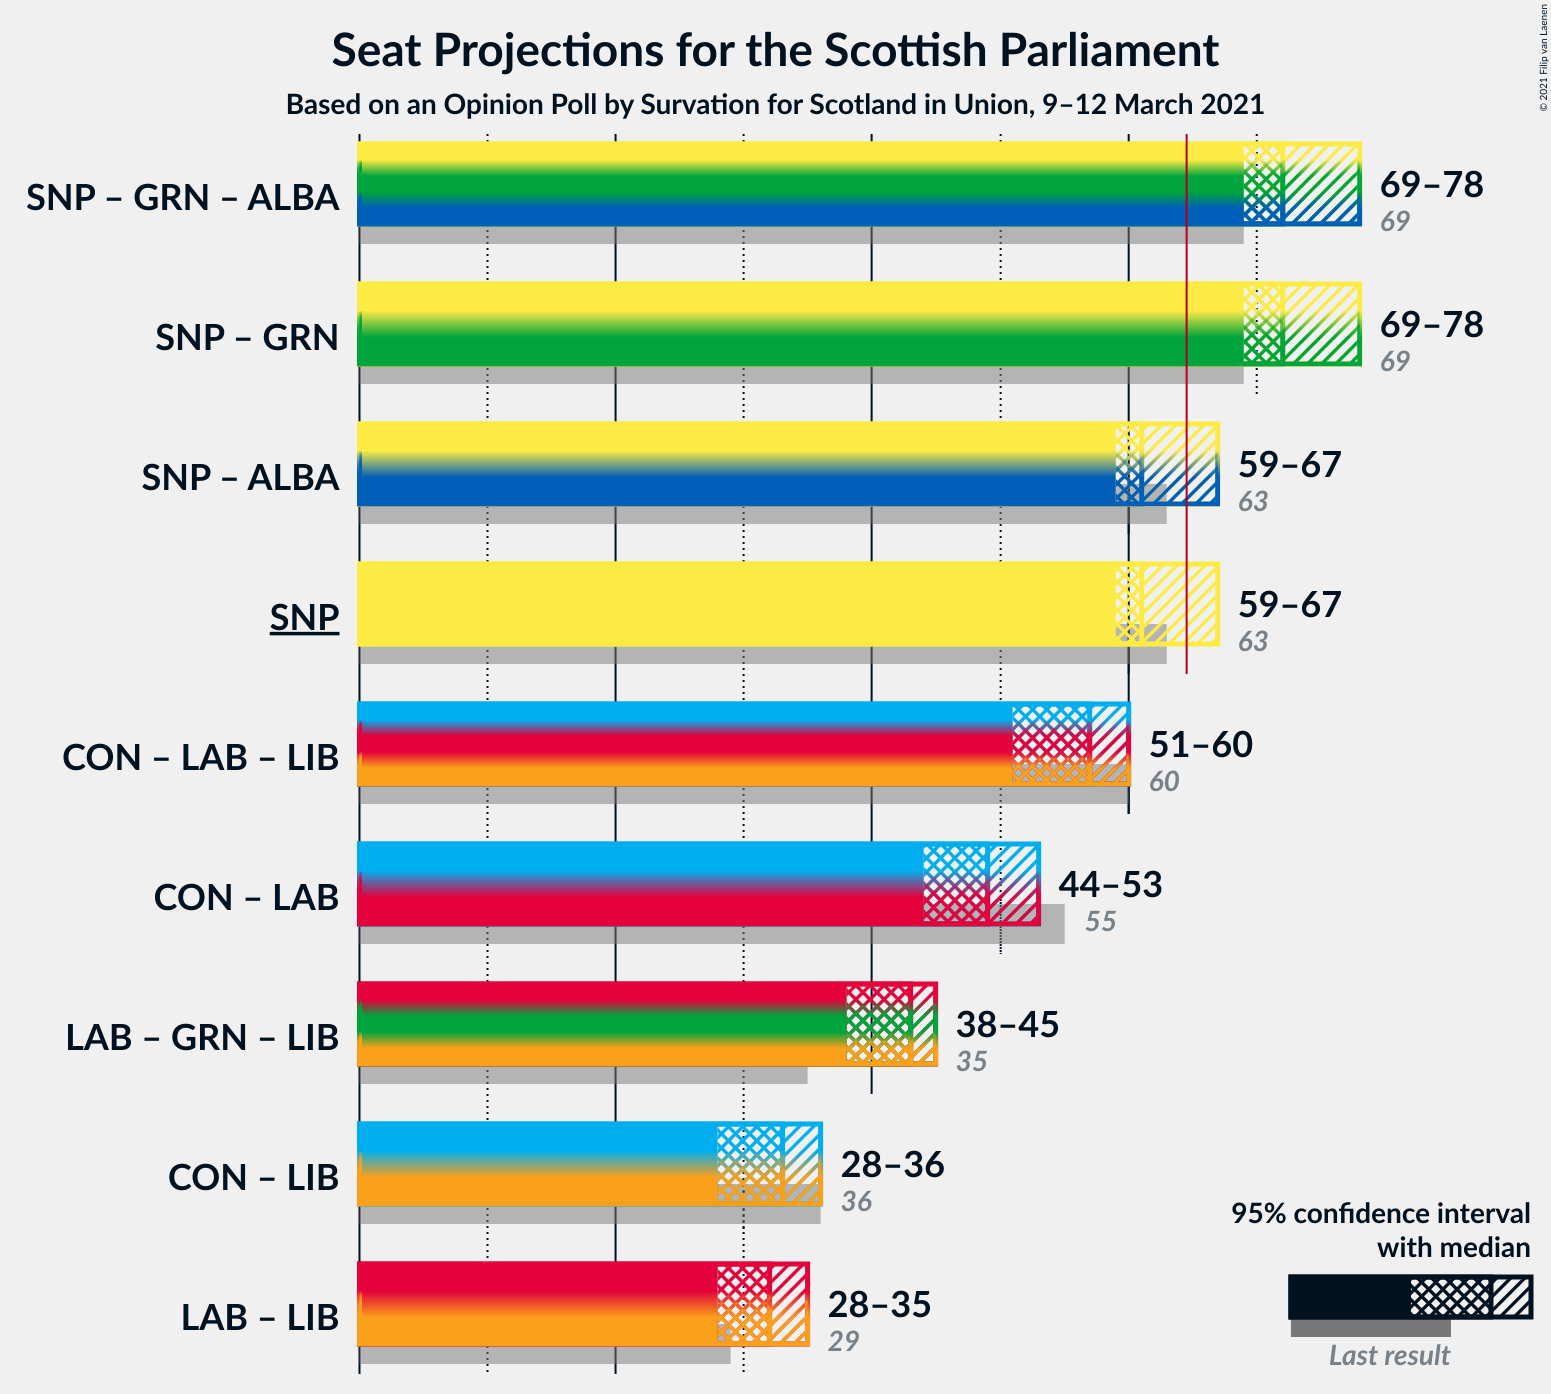 Seat Projections for the Scottish Parliament
Based on an Opinion Poll by Survation for Scotland in Union, 9–12 March 2021
© 2021 Filip van Laenen
SNP – GRN – ALBA
69–78
69
SNP – GRN
69–78
69
SNP – ALBA
59–67
63
SNP
59–67
63
CON – LAB – LIB
51–60
60
CON – LAB
44–53
55
LAB – GRN – LIB
38–45
35
CON – LIB
28–36
36
LAB – LIB
28–35
29
95% confidence interval
with median
Last result